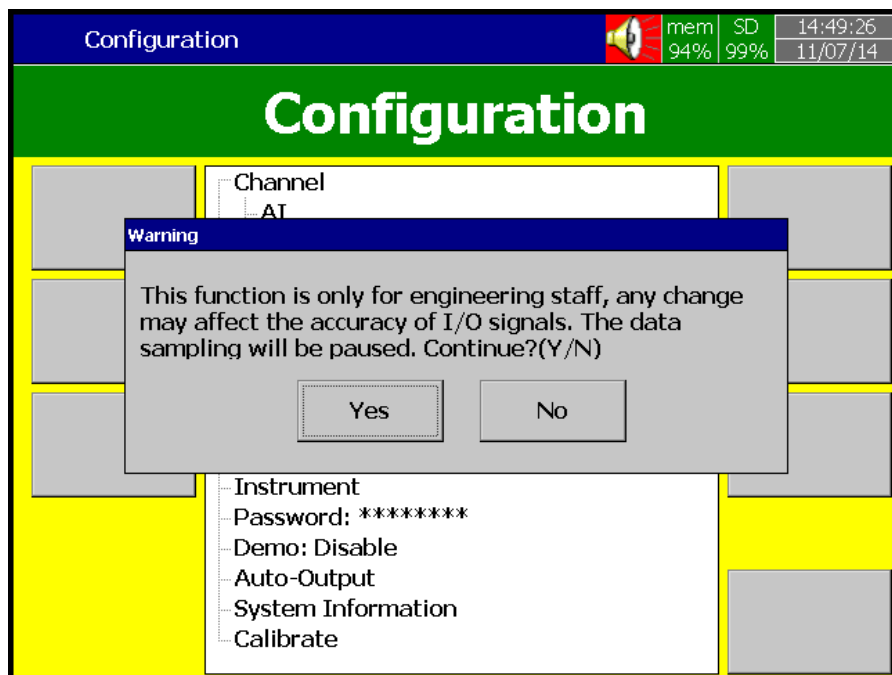 Configuration
mem SD 14:49:26
94% 99% 11/07/14
Configuration
Channel
AI
Warning
This function is only for engineering staff, any change
may affect the accuracy of I/O signals. The data
sampling will be paused. Continue?(Y/N)
Yes No
Instrument
Password: ********
Demo: Disable
Auto-Output
System Information
Calibrate